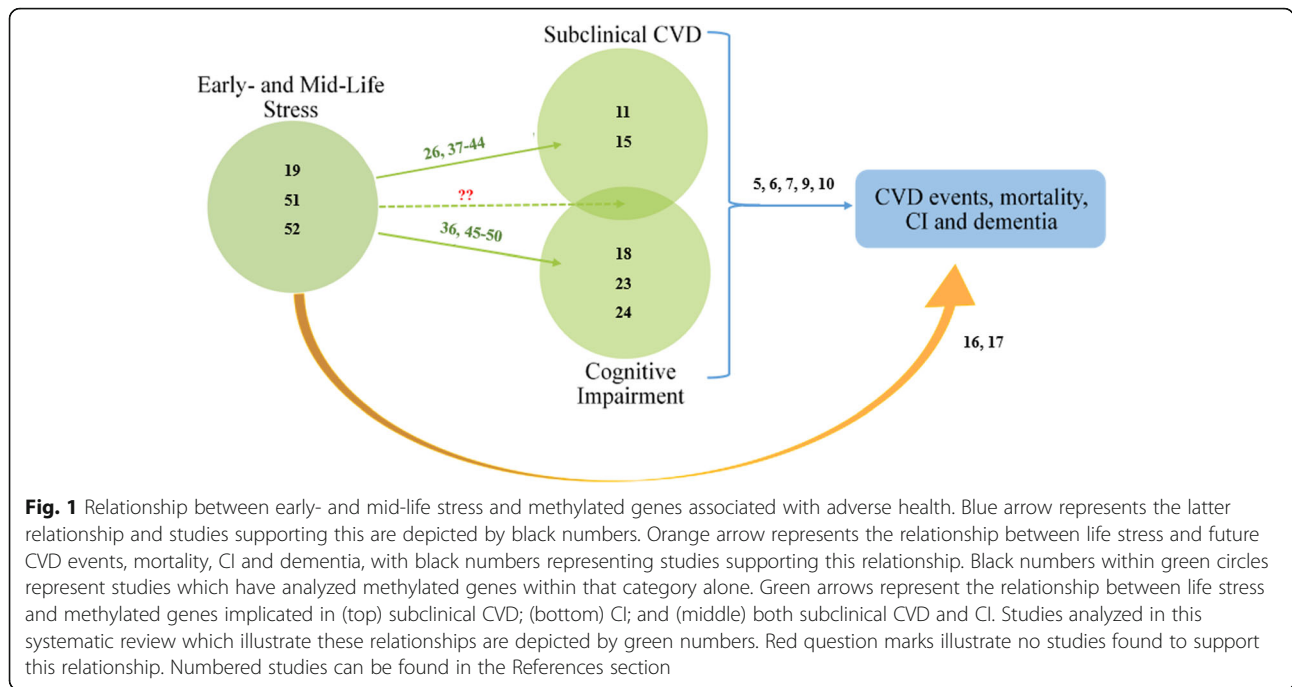 Subclinical CVD
Early- and Mid-Life
Stress
19
51
52
26, 37-44
??
36, 45-50
11
15
18
23
24
Cognitive
Impairment
5, 6, 7, 9, 10
CVD events, mortality,
CI and dementia
16, 17
Fig. 1 Relationship between early- and mid-life stress and methylated genes associated with adverse health. Blue arrow represents the latter
relationship and studies supporting this are depicted by black numbers. Orange arrow represents the relationship between life stress and future
CVD events, mortality, CI and dementia, with black numbers representing studies supporting this relationship. Black numbers within green circles
represent studies which have analyzed methylated genes within that category alone. Green arrows represent the relationship between life stress
and methylated genes implicated in (top) subclinical CVD; (bottom) CI; and (middle) both subclinical CVD and CI. Studies analyzed in this
systematic review which illustrate these relationships are depicted by green numbers. Red question marks illustrate no studies found to support
this relationship. Numbered studies can be found in the References section